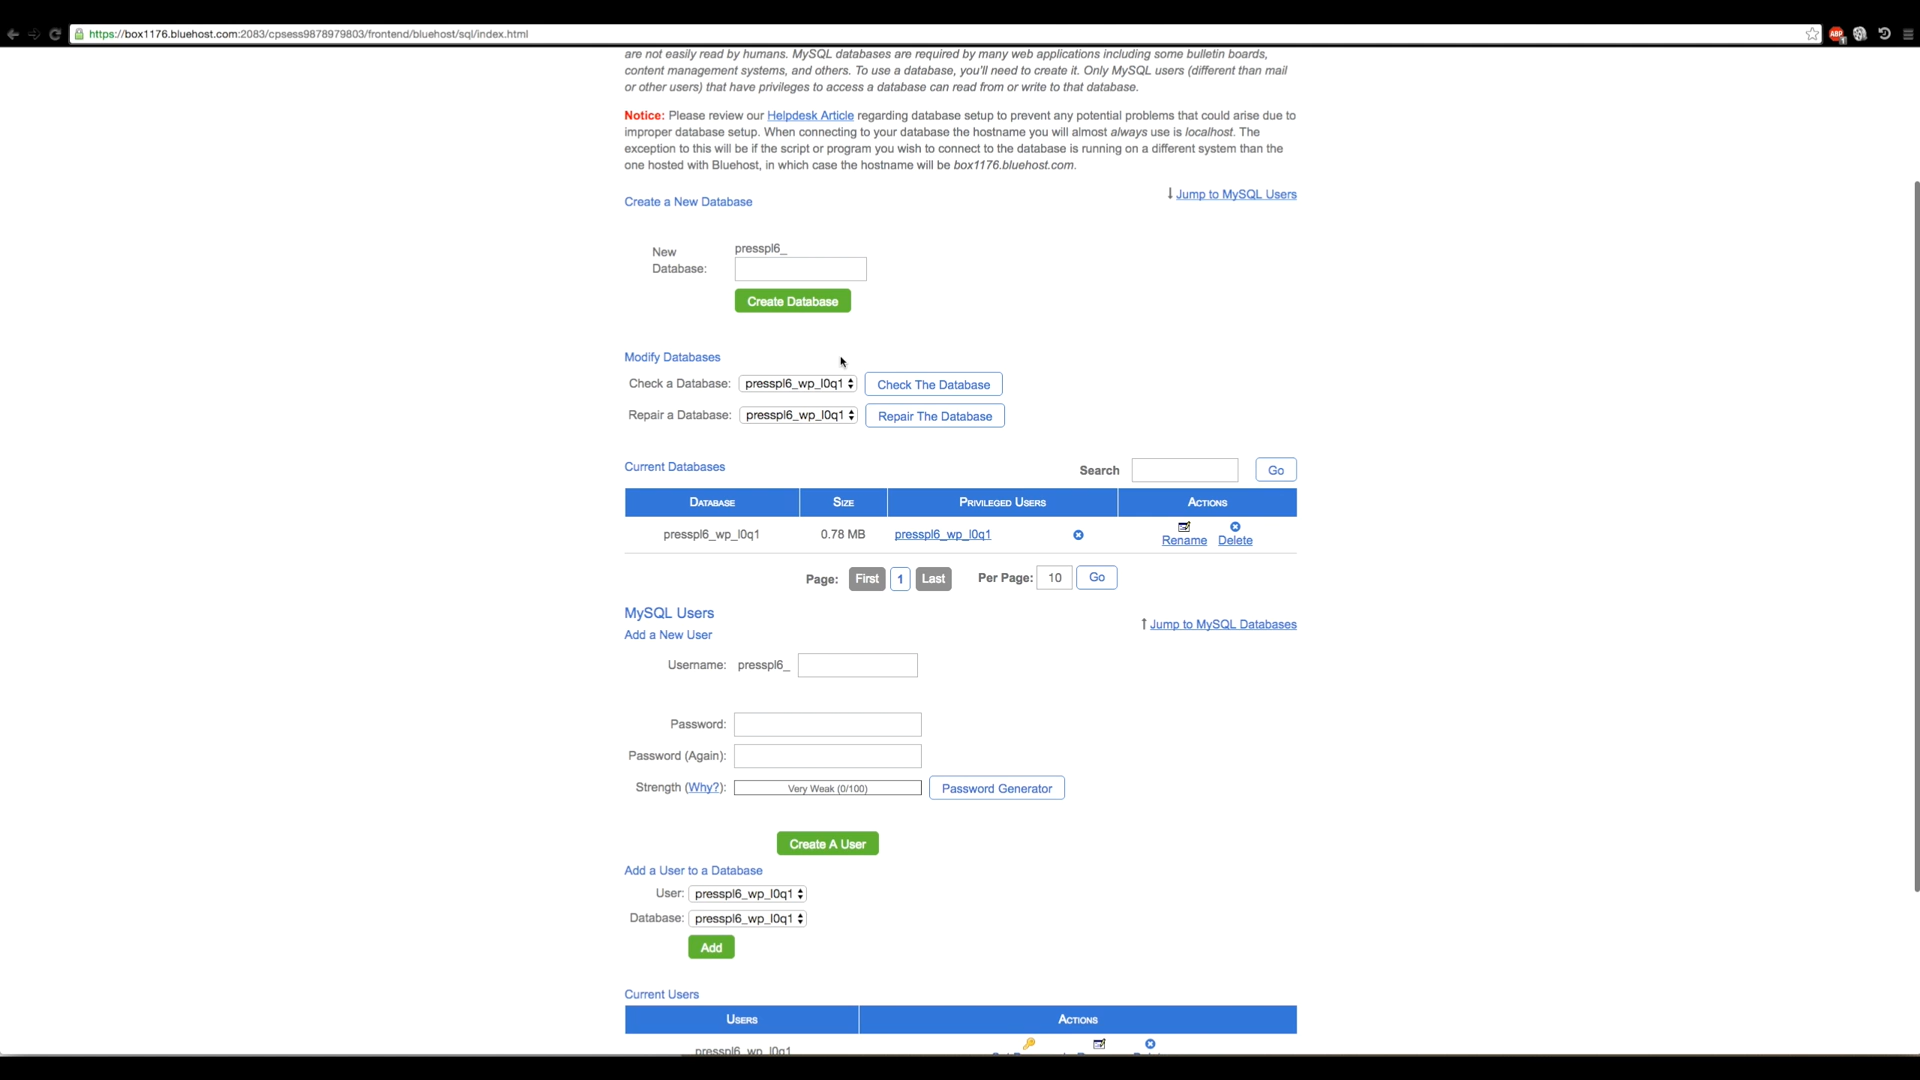 https://box1176.bluehost.com:2083/cpsess9878979803/frontend/bluehost/sql/index.html
ABP
1
are not easily read by humans. MySQL databases are required by many web applications including some bulletin boards,
content management systems, and others. To use a database, you'll need to create it. Only MySQL users (different than mail
or other users) that have privileges to access a database can read from or write to that database.
Notice: Please review our Helpdesk Article regarding database setup to prevent any potential problems that could arise due to
improper database setup. When connecting to your database the hostname you will almost always use is localhost. The
exception to this will be if the script or program you wish to connect to the database is running on a different system than the
one hosted with Bluehost, in which case the hostname will be box1176.bluehost.com.
Jump to MySQL Users
Create a New Database
New Database:
presspl6_
Create Database
Modify Databases
Check a Database: presspl6_wp_l0q1 Check The Database
Repair a Database: presspl6_wp_l0q1 Repair The Database
Current Databases Search Go
Database Size Privileged Users Actions
presspl6_wp_l0q1 0.78 MB presspl6_wp_l0q1 Rename Delete
Page: First 1 Last Per Page: 10 Go
MySQL Users
Jump to MySQL Databases
Add a New User
Username: presspl6_
Password:
Password (Again):
Strength (Why?): Very Weak (0/100) Password Generator
Create A User
Add a User to a Database
User: presspl6_wp_l0q1
Database: presspl6_wp_l0q1
Add
Current Users
Users Actions
presspl6_wp_l0q1